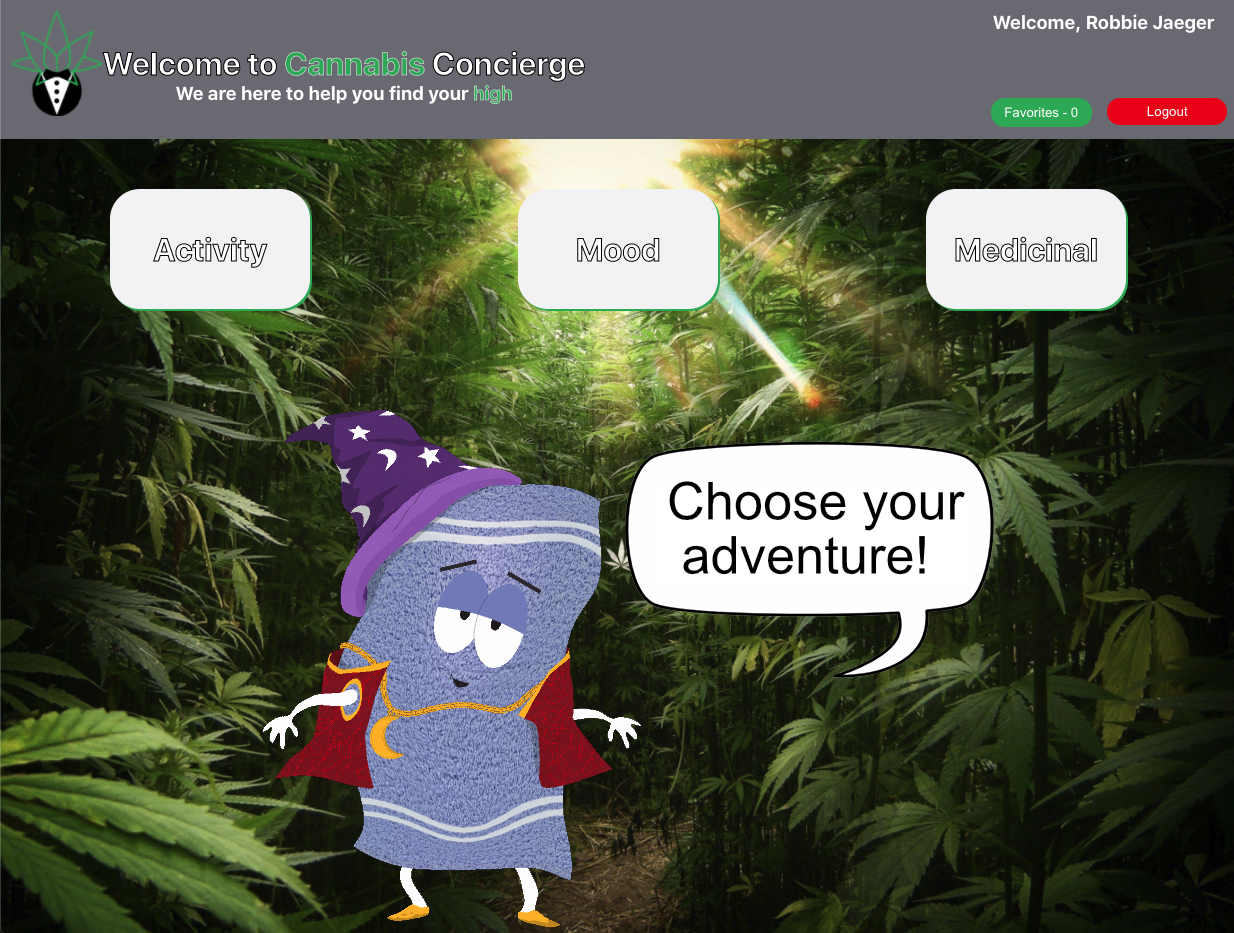 Welcome, Robbie Jaeger
Welcome to Cannabis Concierge
We are here to help you find your high
Favorites - 0
Logout
Activity
Mood
Medicinal
Choose your
adventure!